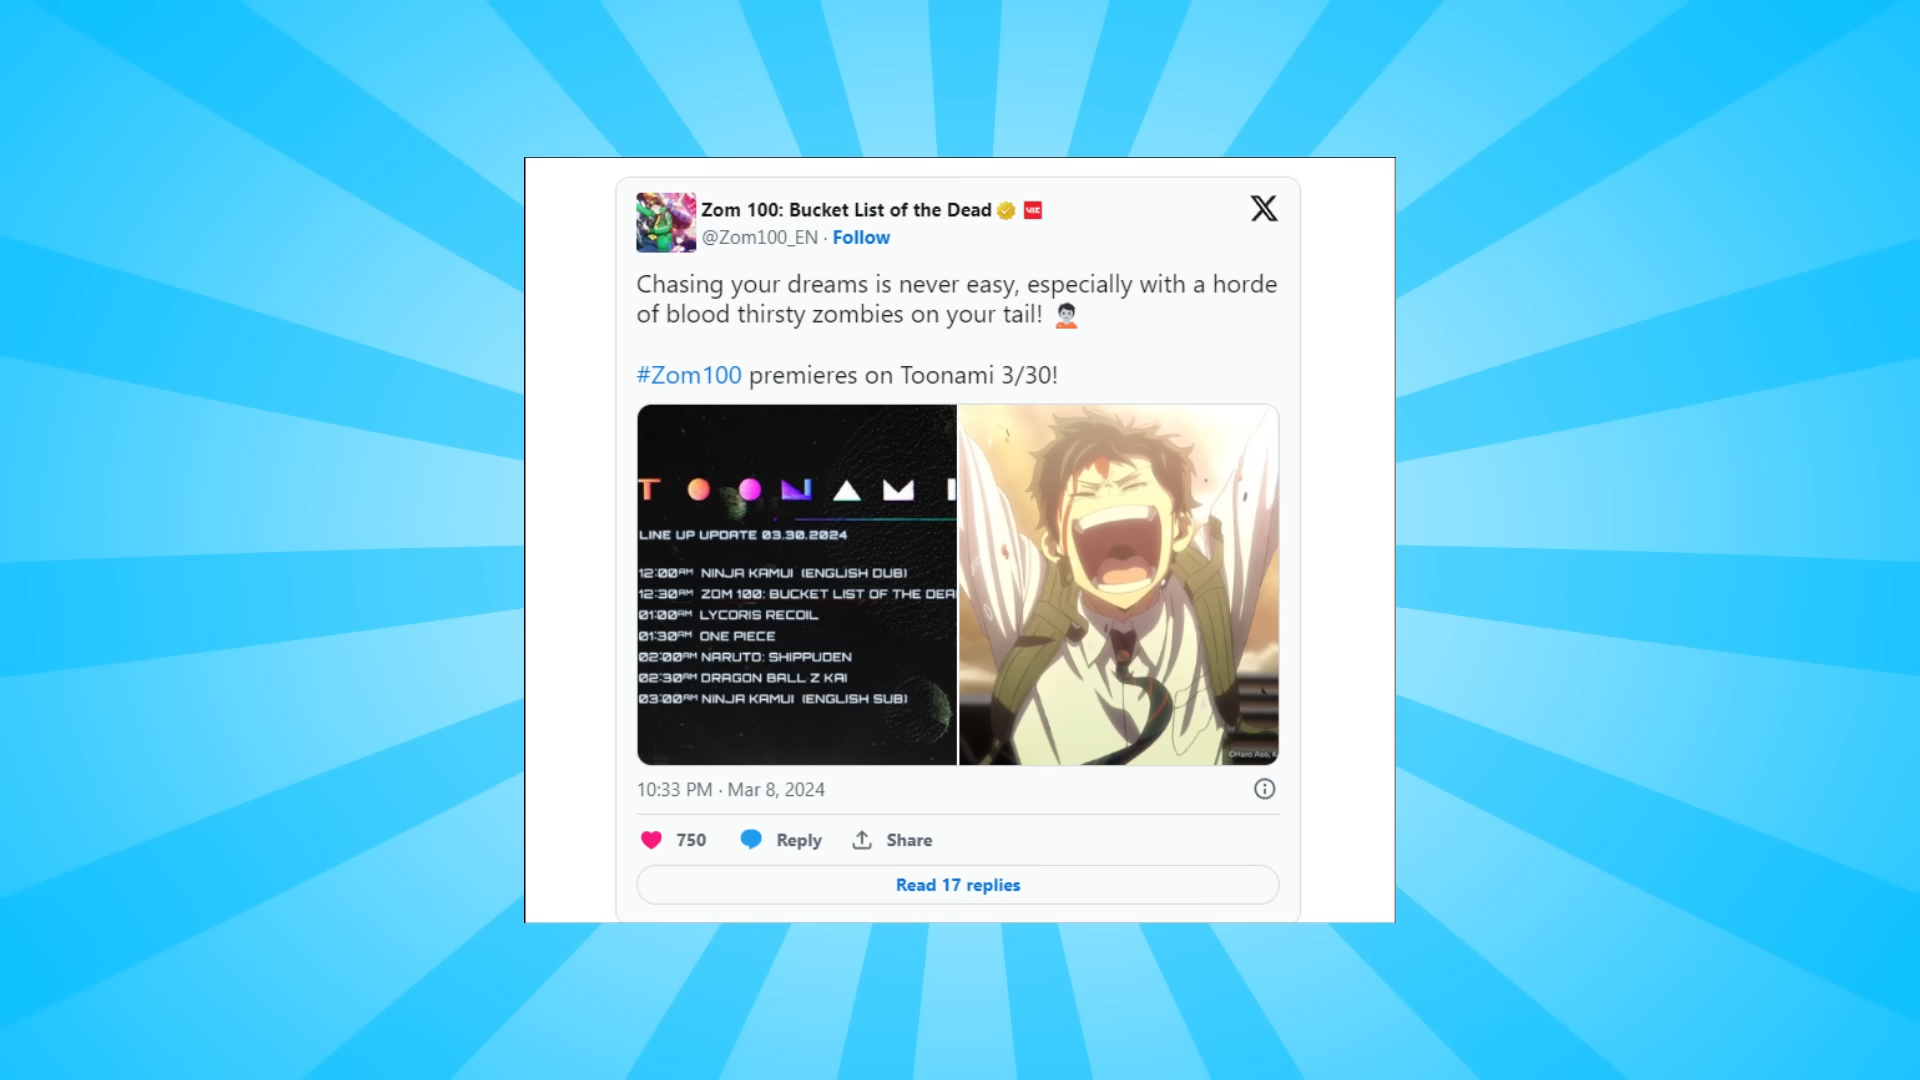 Zom 100: Bucket List of the Dead
VIZ
@Zom100_EN · Follow
Chasing your dreams is never easy, especially with a horde
of blood thirsty zombies on your tail!
#Zom100 premieres on Toonami 3/30!
TOONAMI
LINE UP UPDATE 03.30.2024
12:00AM NINJA KAMUI (ENGLISH DUB)
12:30AM ZOM 100: BUCKET LIST OF THE DEA
01:00AM LYCORIS RECOIL
01:30AM ONE PIECE
02:00AM NARUTO: SHIPPUDEN
02:30AM DRAGON BALL Z KAI
03:00AM NINJA KAMUI (ENGLISH SUB)
©Haro Aso, K
10:33 PM · Mar 8, 2024
750 Reply Share
Read 17 replies